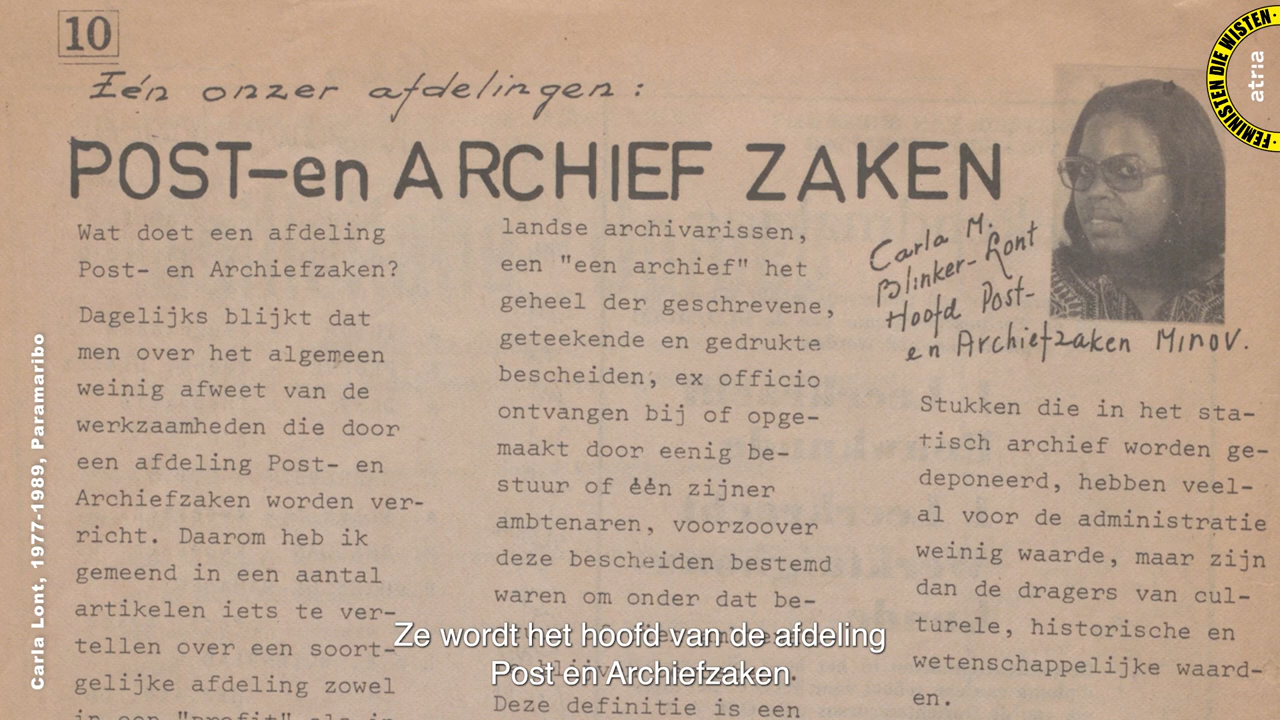 10
Ién onzer afdelingen:
POST-en ARCHIEF ZAKEN
Wat doet een afdeling
Post- en Archiefzaken?
Dagelijks blijkt dat
men over het algemeen
weinig afweet van de
werkzaamheden die door
een afdeling Post- en
Archiefzaken worden ver-
richt. Daarom heb ik
gemeend in een aantal
artikelen iets te ver-
tellen over een soort-
gelijke afdeling zowel
in een "profit" als in
landse archivarissen,
een "een archief" het
geheel der geschrevene,
geteekende en gedrukte
bescheiden, ex officio
ontvangen bij of opge-
maakt door eenig be-
stuur of één zijner
ambtenaren, voorzoover
deze bescheiden bestemd
waren om onder dat be-
Deze definitie is een
Carla M.
Blinker-Lont
Hoofd Post-
en Archiefzaken MINOV.
Stukken die in het sta-
tisch archief worden ge-
deponeerd, hebben veel-
al voor de administratie
weinig waarde, maar zijn
dan de dragers van cul-
turele, historische en
wetenschappelijke waard-
en.
Carla Lont, 1977-1989, Paramaribo
FEMINISTEN DIE WISTEN
atria
Ze wordt het hoofd van de afdeling
Post en Archiefzaken.